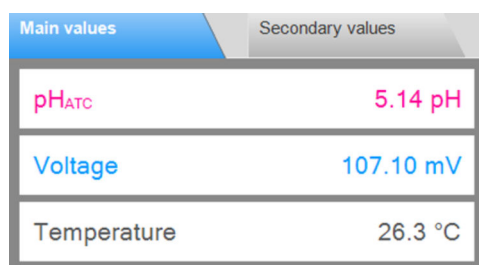 Main values Secondary values
pHATC 5.14 pH
Voltage 107.10 mV
Temperature 26.3 °C